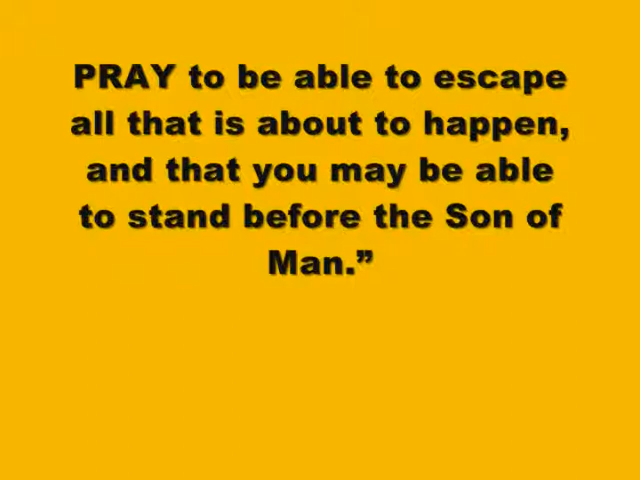 PRAY to be able to escape
all that is about to happen,
and that you may be able
to stand before the Son of
Man.”